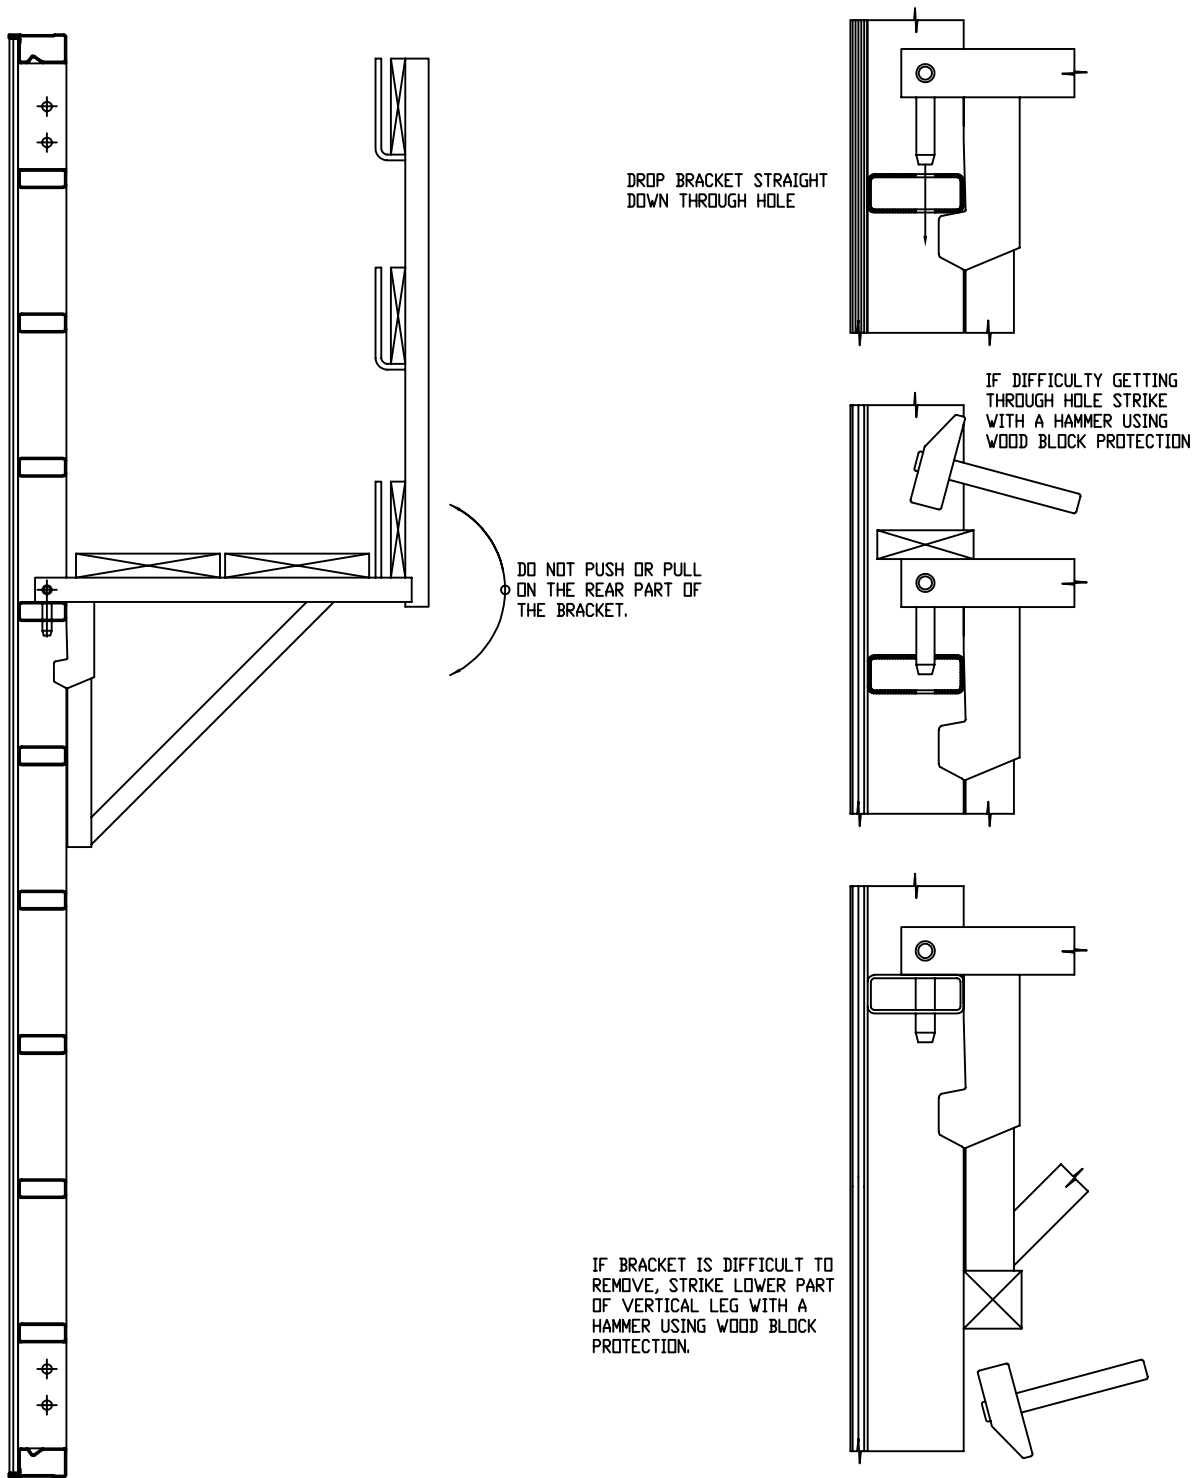 DROP BRACKET STRAIGHT
DOWN THROUGH HOLE
IF DIFFICULTY GETTING
THROUGH HOLE STRIKE
WITH A HAMMER USING
WOOD BLOCK PROTECTION
DO NOT PUSH OR PULL
ON THE REAR PART OF
THE BRACKET.
IF BRACKET IS DIFFICULT TO
REMOVE, STRIKE LOWER PART
OF VERTICAL LEG WITH A
HAMMER USING WOOD BLOCK
PROTECTION.